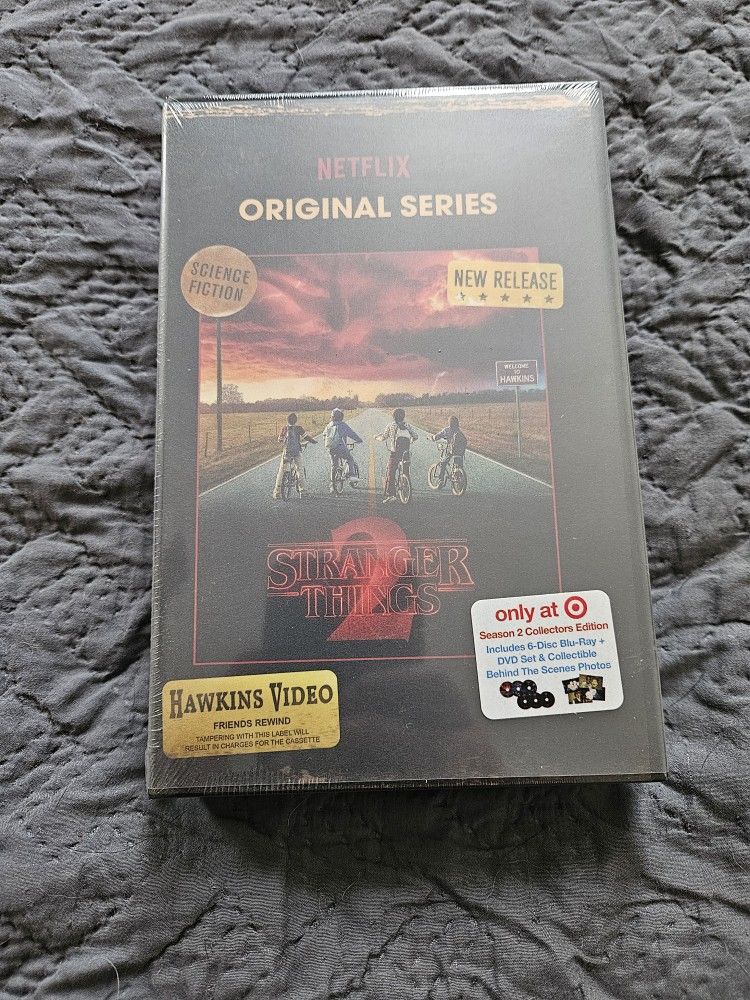 NETFLIX
ORIGINAL SERIES
SCIENCE
FICTION
NEW RELEASE
WELCOME
TO
HAWKINS
2
STRANGER
THINGS
only at
Season 2 Collectors Edition
Includes 6-Disc Blu-Ray +
DVD Set & Collectible
Behind The Scenes Photos
HAWKINS VIDEO
FRIENDS REWIND
TAMPERING WITH THIS LABEL WILL
RESULT IN CHARGES FOR THE CASSETTE